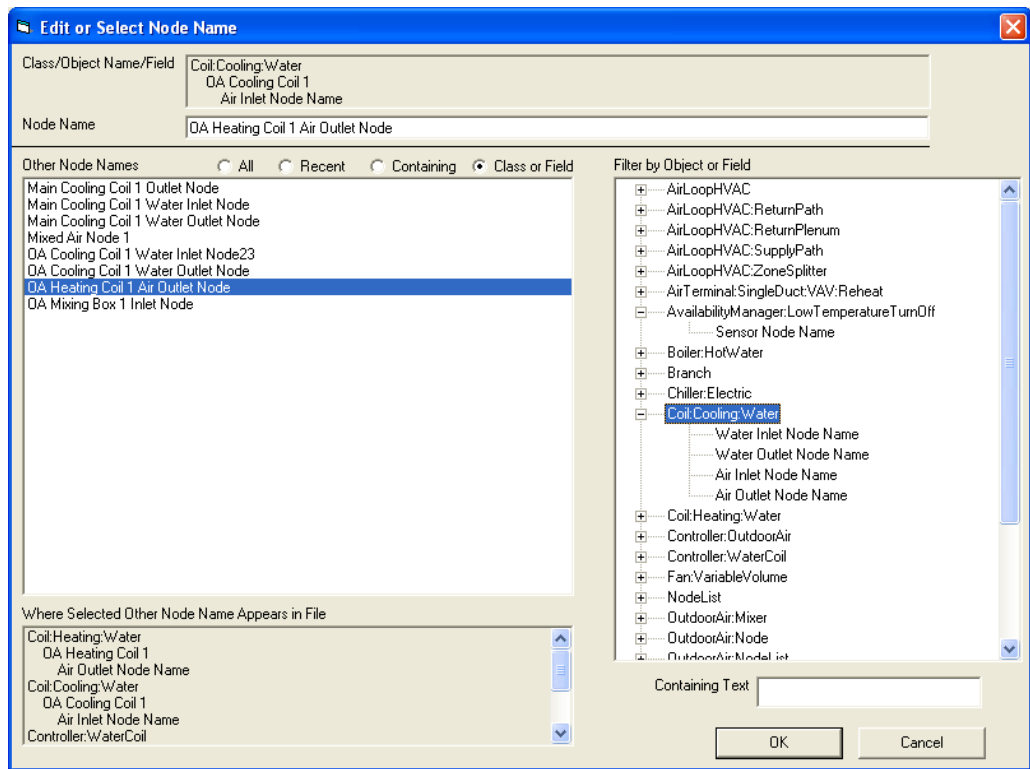 Edit or Select Node Name
Class/Object Name/Field
Coil:Cooling:Water
OA Cooling Coil 1
Air Inlet Node Name
Node Name
OA Heating Coil 1 Air Outlet Node
Other Node Names
All
Recent
Containing
Class or Field
Main Cooling Coil 1 Outlet Node
Main Cooling Coil 1 Water Inlet Node
Main Cooling Coil 1 Water Outlet Node
Mixed Air Node 1
OA Cooling Coil 1 Water Inlet Node23
OA Cooling Coil 1 Water Outlet Node
OA Heating Coil 1 Air Outlet Node
OA Mixing Box 1 Inlet Node
Where Selected Other Node Name Appears in File
Coil:Heating:Water
OA Heating Coil 1
Air Outlet Node Name
Coil:Cooling:Water
OA Cooling Coil 1
Air Inlet Node Name
Controller:WaterCoil
Filter by Object or Field
AirLoopHVAC
AirLoopHVAC:ReturnPath
AirLoopHVAC:ReturnPlenum
AirLoopHVAC:SupplyPath
AirLoopHVAC:ZoneSplitter
AirTerminal:SingleDuct:VAV:Reheat
AvailabilityManager:LowTemperatureTurnOff
Sensor Node Name
Boiler:HotWater
Branch
Chiller:Electric
Coil:Cooling:Water
Water Inlet Node Name
Water Outlet Node Name
Air Inlet Node Name
Air Outlet Node Name
Coil:Heating:Water
Controller:OutdoorAir
Controller:WaterCoil
Fan:VariableVolume
NodeList
OutdoorAir:Mixer
OutdoorAir:Node
OutdoorAir:NodeList
Containing Text
OK
Cancel